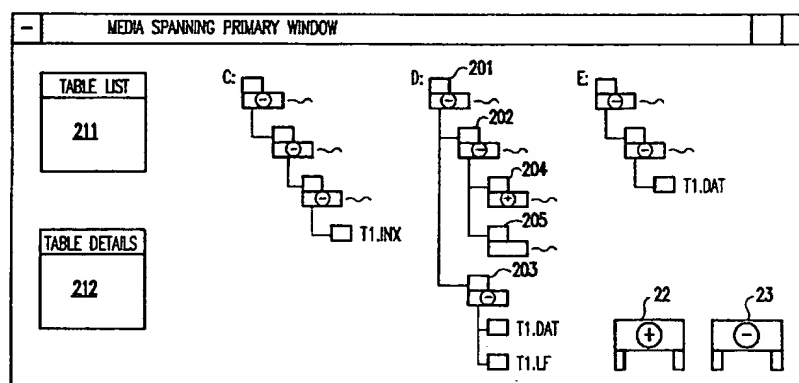 MEDIA SPANNING PRIMARY WINDOW
TABLE LIST
211
TABLE DETAILS
212
C:
T1.INX
D:
201
202
204
205
203
T1.DAT
T1.LF
E:
T1.DAT
22
23